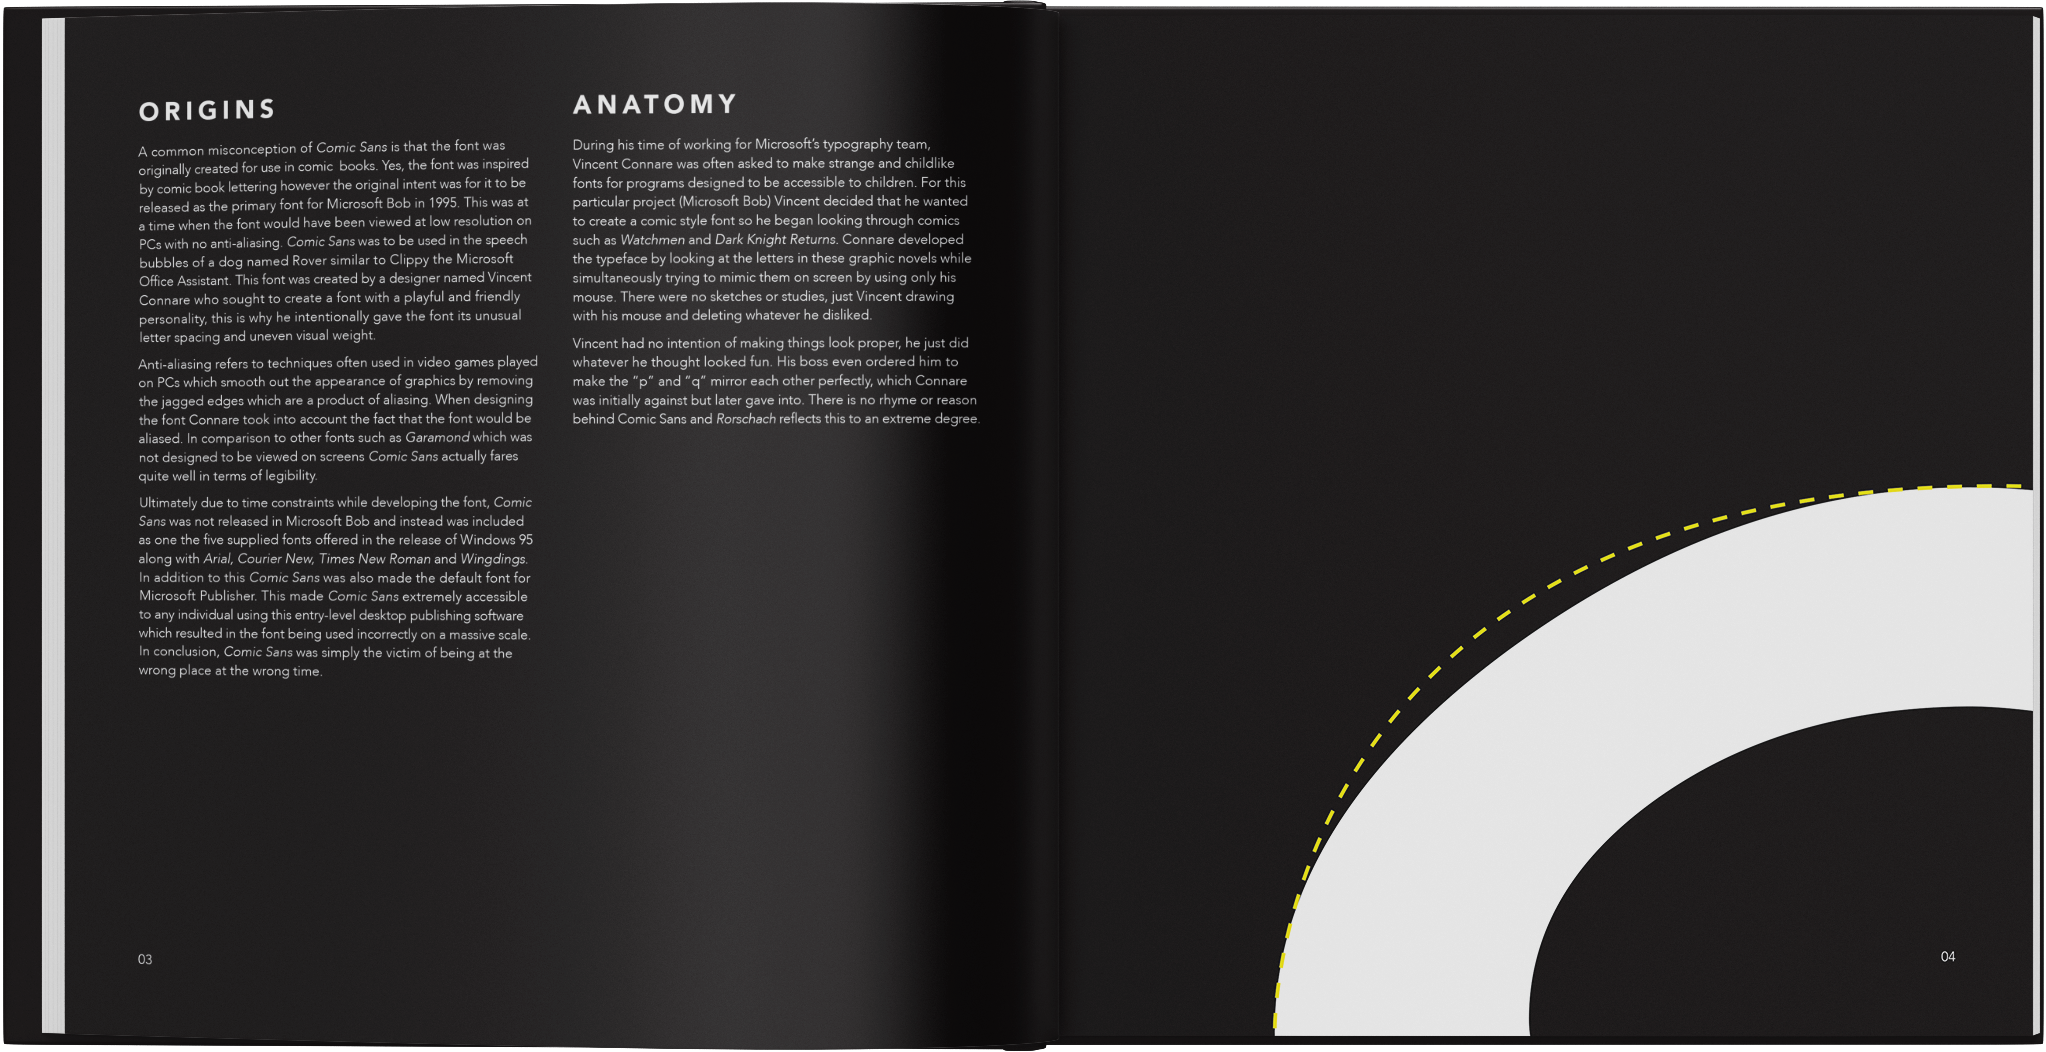 ORIGINS
A common misconception of Comic Sans is that the font was
originally created for use in comic  books. Yes, the font was inspired
by comic book lettering however the original intent was for it to be
released as the primary font for Microsoft Bob in 1995. This was at
a time when the font would have been viewed at low resolution on
PCs with no anti-aliasing. Comic Sans was to be used in the speech
bubbles of a dog named Rover similar to Clippy the Microsoft
Office Assistant. This font was created by a designer named Vincent
Connare who sought to create a font with a playful and friendly
personality, this is why he intentionally gave the font its unusual
letter spacing and uneven visual weight.
Anti-aliasing refers to techniques often used in video games played
on PCs which smooth out the appearance of graphics by removing
the jagged edges which are a product of aliasing. When designing
the font Connare took into account the fact that the font would be
aliased. In comparison to other fonts such as Garamond which was
not designed to be viewed on screens Comic Sans actually fares
quite well in terms of legibility.
Ultimately due to time constraints while developing the font, Comic
Sans was not released in Microsoft Bob and instead was included
as one the five supplied fonts offered in the release of Windows 95
along with Arial, Courier New, Times New Roman and Wingdings.
In addition to this Comic Sans was also made the default font for
Microsoft Publisher. This made Comic Sans extremely accessible
to any individual using this entry-level desktop publishing software
which resulted in the font being used incorrectly on a massive scale.
In conclusion, Comic Sans was simply the victim of being at the
wrong place at the wrong time.
ANATOMY
During his time of working for Microsoft's typography team,
Vincent Connare was often asked to make strange and childlike
fonts for programs designed to be accessible to children. For this
particular project (Microsoft Bob) Vincent decided that he wanted
to create a comic style font so he began looking through comics
such as Watchmen and Dark Knight Returns. Connare developed
the typeface by looking at the letters in these graphic novels while
simultaneously trying to mimic them on screen by using only his
mouse. There were no sketches or studies, just Vincent drawing
with his mouse and deleting whatever he disliked.
Vincent had no intention of making things look proper, he just did
whatever he thought looked fun. His boss even ordered him to
make the “p” and “q” mirror each other perfectly, which Connare
was initially against but later gave into. There is no rhyme or reason
behind Comic Sans and Rorschach reflects this to an extreme degree.
03
04